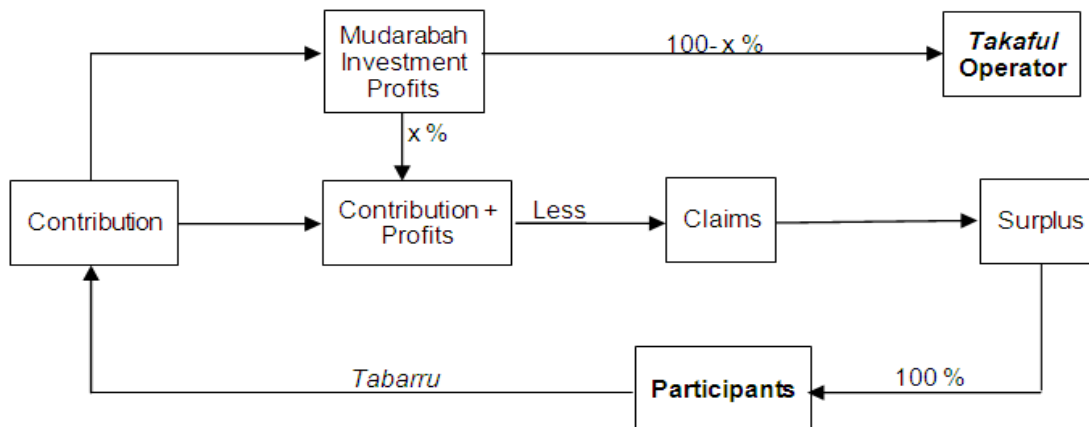 Mudarabah
Investment
Profits
100- x %
Takaful
Operator
x %
Contribution
Contribution +
Profits
Less
Claims
Surplus
Tabarru
Participants
100 %